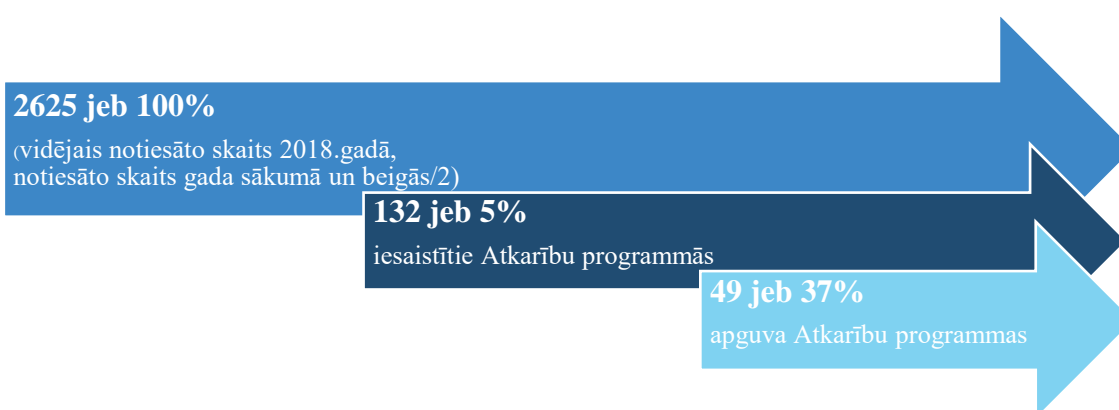 2625 jeb 100%
(vidējais notiesāto skaits 2018.gadā,
notiesāto skaits gada sākumā un beigās/2)
132 jeb 5%
iesaistītie Atkarību programmās
49 jeb 37%
apguva Atkarību programmas